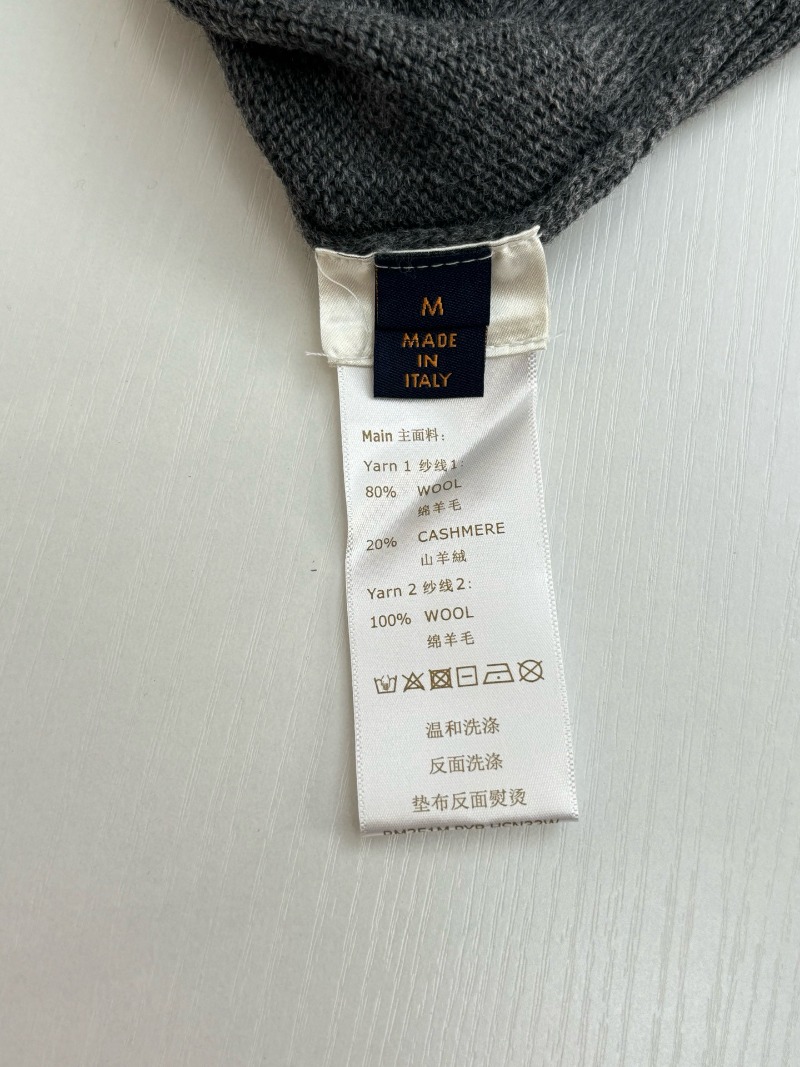 M
MADE
IN
ITALY
Main 主面料:
Yarn 1 纱线1:
80% WOOL
绵羊毛
20% CASHMERE
山羊絨
Yarn 2 纱线2:
100% WOOL
绵羊毛
温和洗涤
反面洗涤
垫布反面熨烫